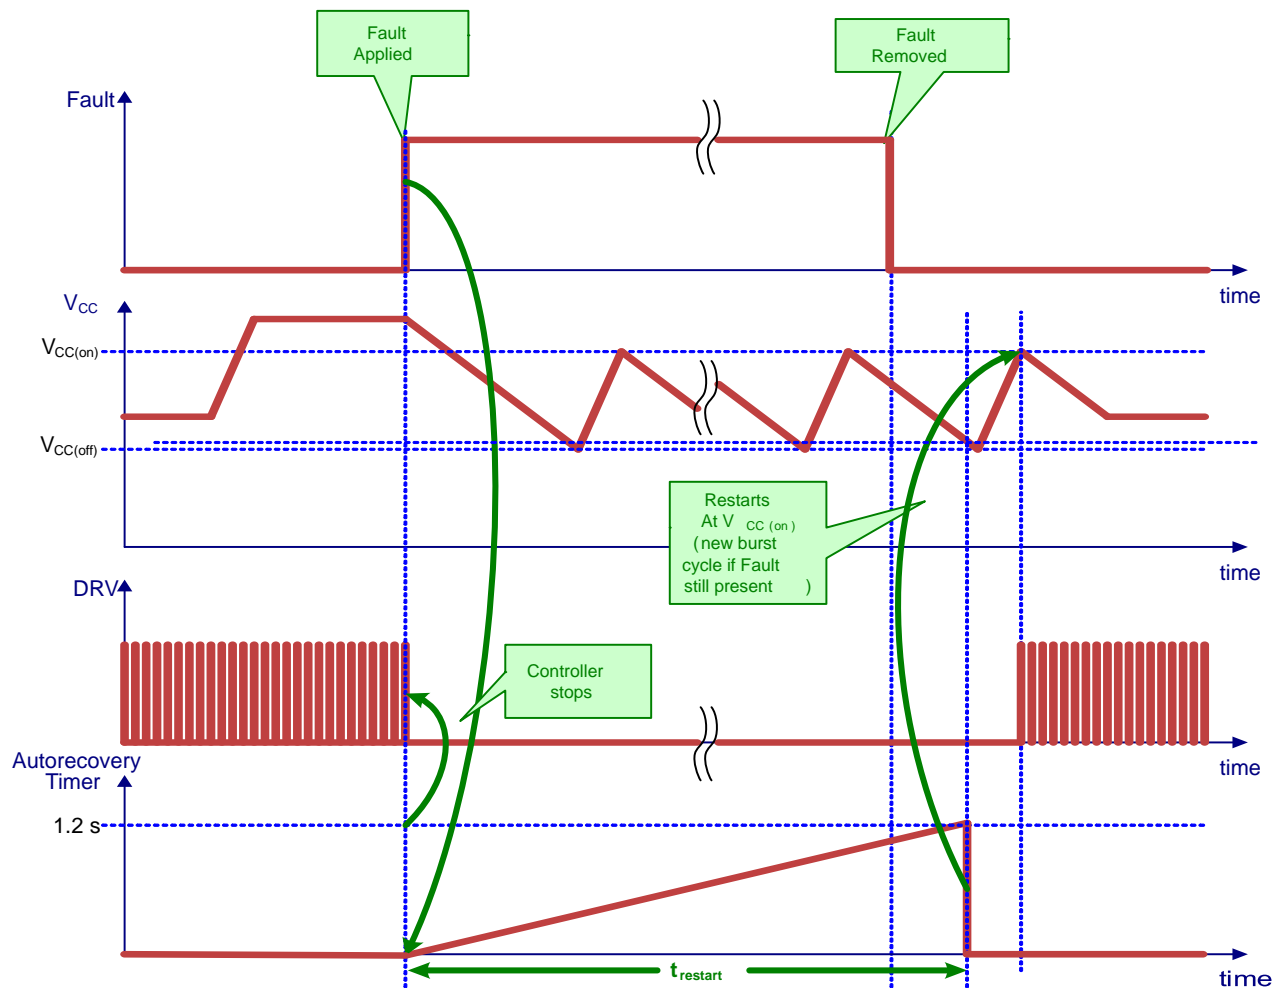 Fault
Applied
Fault
Removed
Fault
time
VCC
VCC(on)
VCC(off)
Restarts
At V CC (on)
(new burst
cycle if Fault
still present )
time
DRV
Controller
stops
time
Autorecovery
Timer
1.2 s
trestart
time